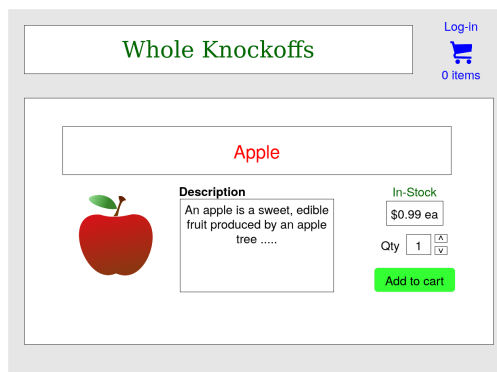 Whole Knockoffs
Log-in
0 items
Apple
Description
An apple is a sweet, edible
fruit produced by an apple
tree .....
In-Stock
$0.99 ea
Qty 1
Add to cart